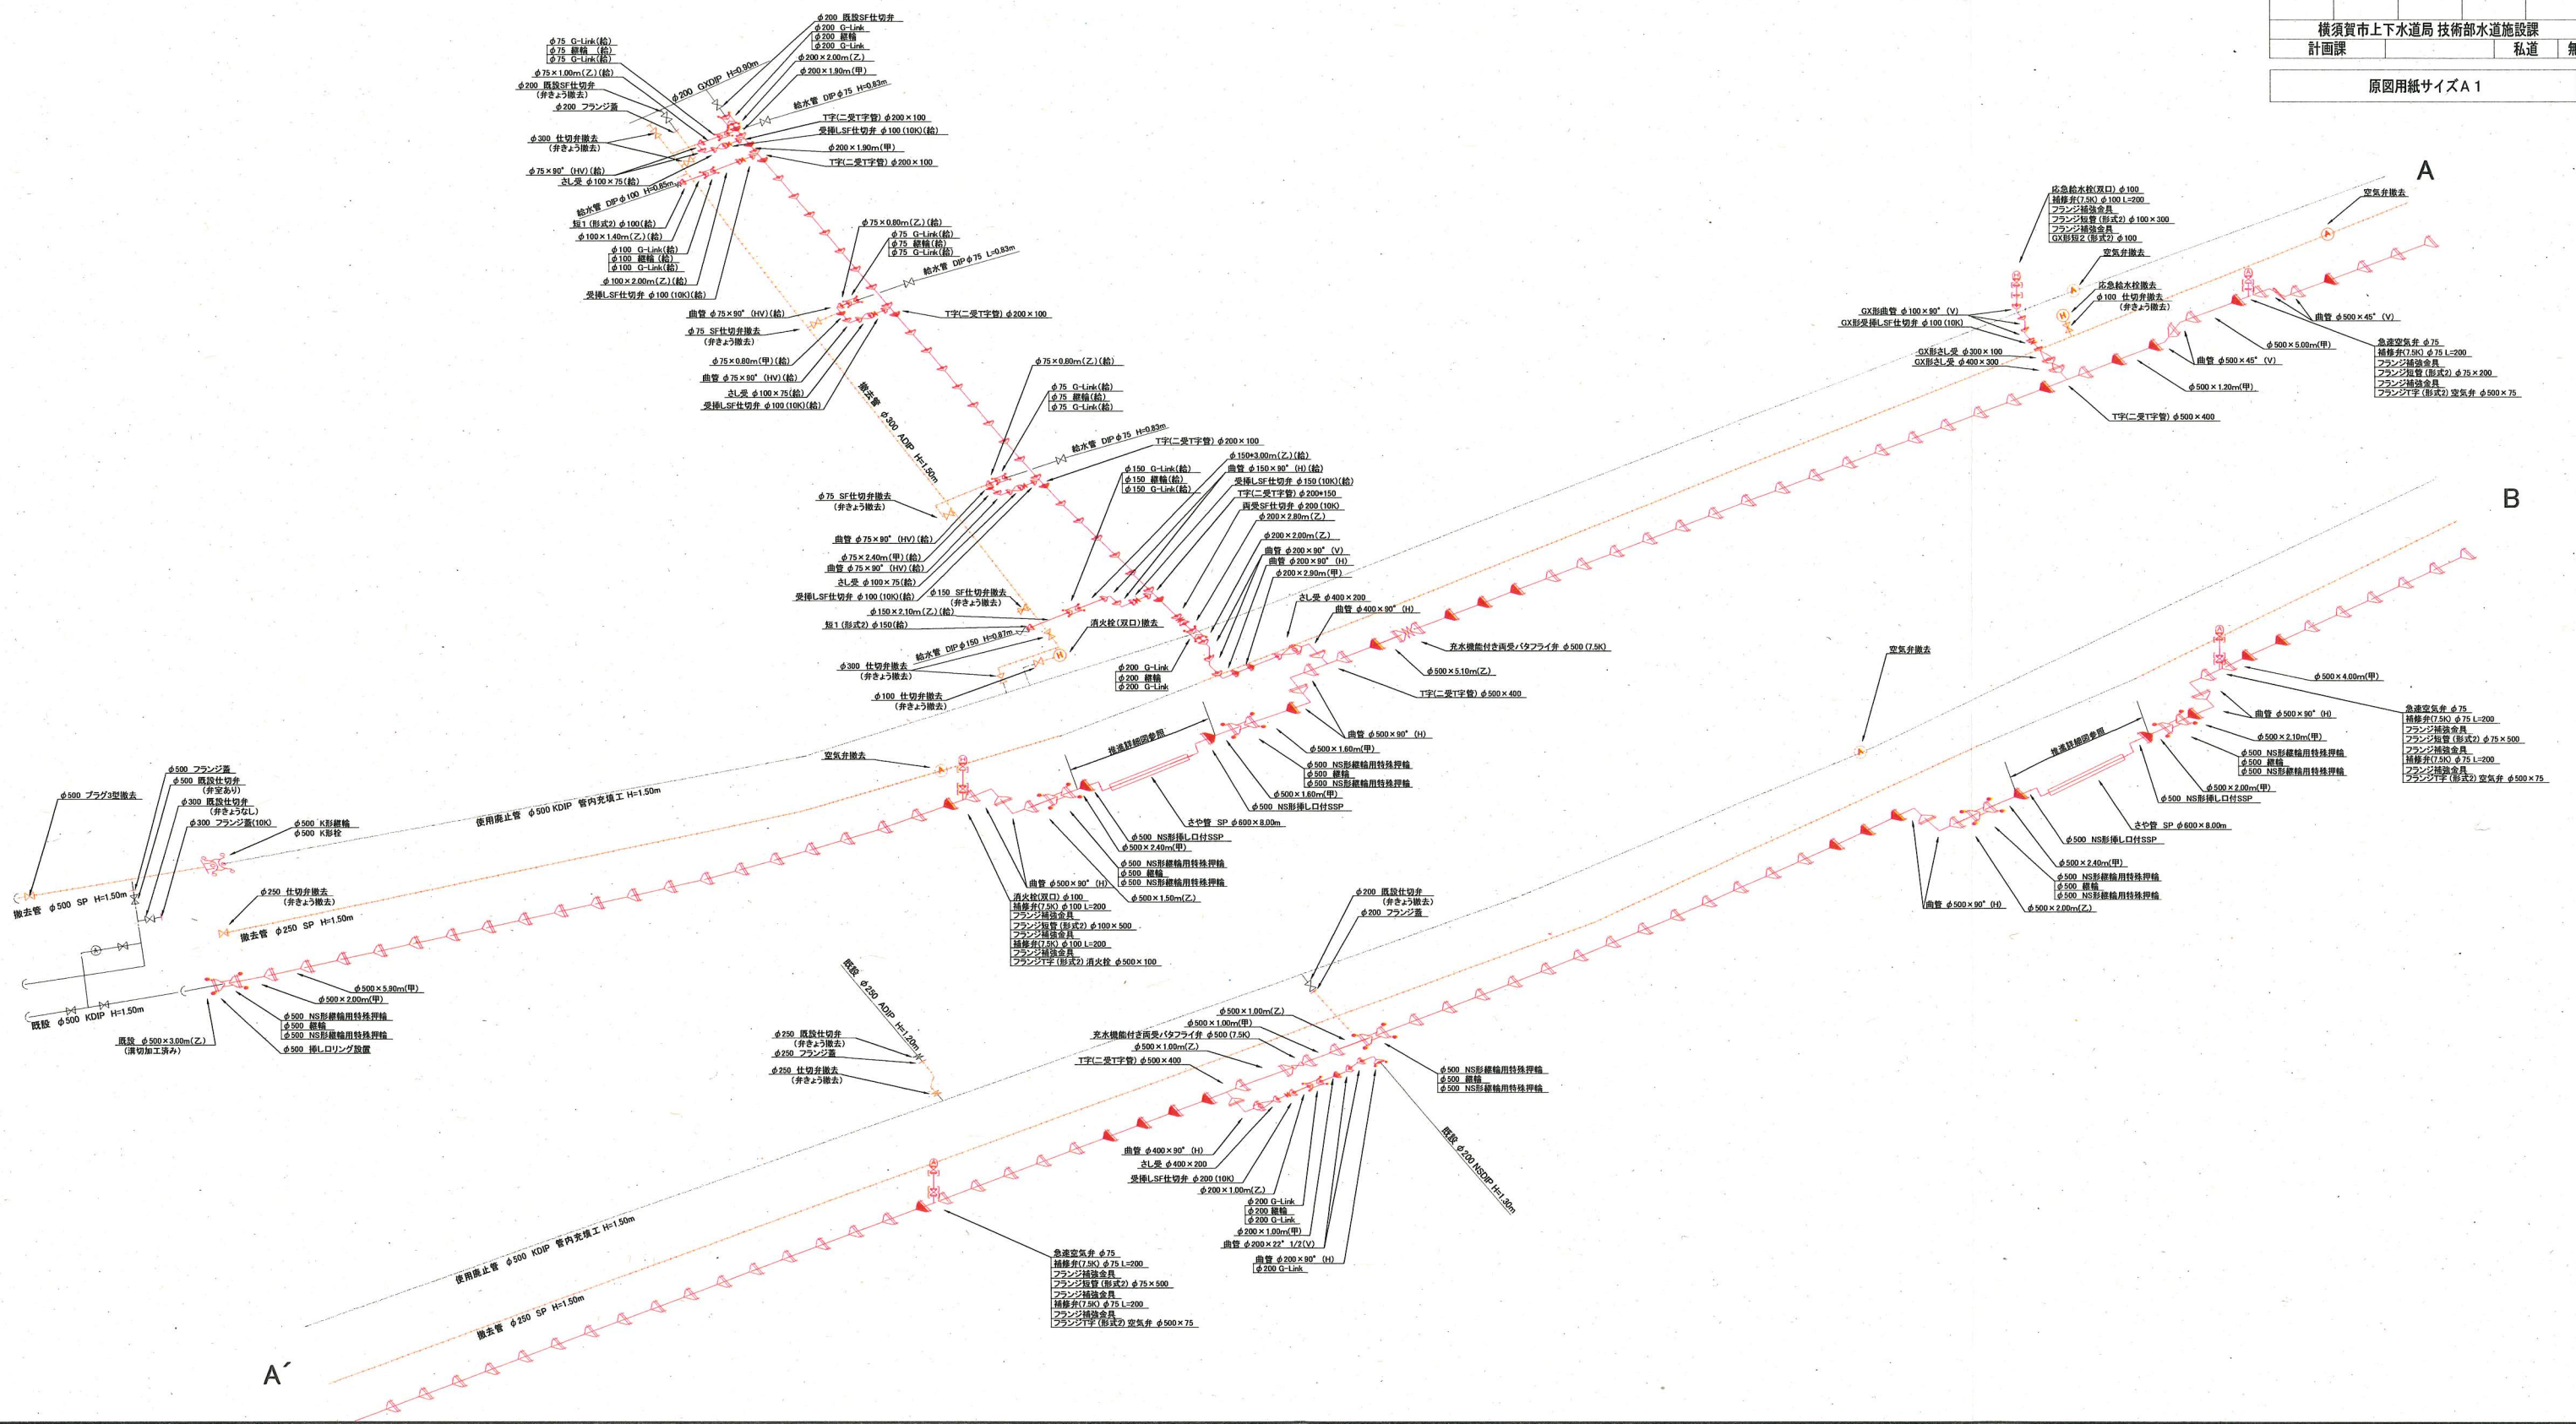 横須賀市上下水道局 技術部水道施設課
計画課
私道
原図用紙サイズA1
φ200 既設SF仕切弁
φ200 G-Link
φ200 継輪
φ200 G-Link
φ200×2.00m(乙)
φ200×1.90m(甲)
φ75 G-Link(給)
φ75 継輪 (給)
φ75 G-Link(給)
φ75×1.00m(乙)(給)
φ200 既設SF仕切弁
(弁きょう撤去)
φ200 フランジ蓋
φ200 GXDIP H=0.90m
給水管 DIPφ75 H=0.83m
φ300 仕切弁撤去
(弁きょう撤去)
T字(二受T字管) φ200×100
受挿しSF仕切弁 φ100(10K)(給)
φ200×1.90m(甲)
T字(二受T字管) φ200×100
φ75×90° (HV)(給)
さし受 φ100×75(給)
給水管 DIPφ100 H=0.85m
短1(形式2) φ100(給)
φ100×1.40m(乙)(給)
φ100 G-Link(給)
φ100 継輪 (給)
φ100 G-Link(給)
φ100×2.00m(乙)(給)
受挿しSF仕切弁 φ100(10K)(給)
φ75×0.80m(乙)(給)
φ75 G-Link(給)
φ75 継輪(給)
φ75 G-Link(給)
給水管 DIPφ75 L=0.83m
曲管 φ75×90° (HV)(給)
φ75 SF仕切弁撤去
(弁きょう撤去)
T字(二受T字管) φ200×100
φ75×0.80m(甲)(給)
曲管 φ75×90° (HV)(給)
さし受 φ100×75(給)
受挿しSF仕切弁 φ100(10K)(給)
撤去管 φ300 ADIP H=1.50m
φ75×0.80m(乙)(給)
φ75 G-Link(給)
φ75 継輪(給)
φ75 G-Link(給)
給水管 DIPφ75 H=0.83m
T字(二受T字管) φ200×100
φ150*3.00m(乙)(給)
曲管 φ150×90° (H)(給)
受挿しSF仕切弁 φ150(10K)(給)
T字(二受T字管) φ200*150
両受SF仕切弁 φ200(10K)
φ200×2.80m(乙)
φ200×2.00m(乙)
曲管 φ200×90° (V)
曲管 φ200×90° (H)
φ200×2.90m(甲)
φ150 G-Link(給)
φ150 継輪(給)
φ150 G-Link(給)
φ75 SF仕切弁撤去
(弁きょう撤去)
曲管 φ75×90° (HV)(給)
φ75×2.40m(甲)(給)
曲管 φ75×90° (HV)(給)
さし受 φ100×75(給)
受挿しSF仕切弁 φ100(10K)(給)
φ150 SF仕切弁撤去
(弁きょう撤去)
φ150×2.10m(乙)(給)
短1(形式2) φ150(給)
給水管 DIPφ150 H=0.87m
消火栓(双口)撤去
H
φ300 仕切弁撤去
(弁きょう撤去)
φ100 仕切弁撤去
(弁きょう撤去)
φ200 G-Link
φ200 継輪
φ200 G-Link
さし受 φ400×200
曲管 φ400×90° (H)
充水機能付き両受バタフライ弁 φ500(7.5K)
φ500×5.10m(乙)
T字(二受T字管) φ500×400
曲管 φ500×90° (H)
φ500×1.60m(甲)
φ500 NS形継輪用特殊押輪
φ500 継輪
φ500 NS形継輪用特殊押輪
φ500×1.60m(甲)
φ500 NS形挿し口付SSP
さや管 SP φ600×8.00m
推進詳細図参照
φ500 NS形挿し口付SSP
φ500×2.40m(甲)
φ500 NS形継輪用特殊押輪
φ500 継輪
φ500 NS形継輪用特殊押輪
φ500×1.50m(乙)
曲管 φ500×90° (H)
消火栓(双口) φ100
補修弁(7.5K) φ100 L=200
フランジ補強金具
フランジ短管(形式2) φ100×500
フランジ補強金具
補修弁(7.5K) φ100 L=200
フランジ補強金具
フランジT字(形式2) 消火栓 φ500×100
空気弁撤去
A
応急給水栓(双口) φ100
補修弁(7.5K) φ100 L=200
フランジ補強金具
フランジ短管(形式2) φ100×300
フランジ補強金具
GX形短2(形式2) φ100
空気弁撤去
A
空気弁撤去
A
応急給水栓撤去
H
φ100 仕切弁撤去
(弁きょう撤去)
GX形曲管 φ100×90° (V)
GX形受挿しSF仕切弁 φ100(10K)
GX形さし受 φ300×100
GX形さし受 φ400×300
曲管 φ500×45° (V)
φ500×5.00m(甲)
曲管 φ500×45° (V)
φ500×1.20m(甲)
T字(二受T字管) φ500×400
急速空気弁 φ75
補修弁(7.5K) φ75 L=200
フランジ補強金具
フランジ短管(形式2) φ75×200
フランジ補強金具
フランジT字(形式2) 空気弁 φ500×75
A
B
φ500 フランジ蓋
φ500 既設仕切弁
(弁室あり)
φ300 既設仕切弁
(弁きょうなし)
φ300 フランジ蓋(10K)
φ500 プラグ3型撤去
φ500 K形継輪
φ500 K形栓
使用廃止管 φ500 KDIP 管内充填工 H=1.50m
撤去管 φ500 SP H=1.50m
φ250 仕切弁撤去
(弁きょう撤去)
撤去管 φ250 SP H=1.50m
φ500×5.90m(甲)
φ500×2.00m(甲)
φ500 NS形継輪用特殊押輪
φ500 継輪
φ500 NS形継輪用特殊押輪
φ500 挿し口リング設置
既設 φ500 KDIP H=1.50m
既設 φ500×3.00m(乙)
(溝切加工済み)
空気弁撤去
A
φ500×4.00m(甲)
急速空気弁 φ75
補修弁(7.5K) φ75 L=200
フランジ補強金具
フランジ短管(形式2) φ75×500
フランジ補強金具
補修弁(7.5K) φ75 L=200
フランジ補強金具
フランジT字(形式2) 空気弁 φ500×75
曲管 φ500×90° (H)
φ500×2.10m(甲)
φ500 NS形継輪用特殊押輪
φ500 継輪
φ500 NS形継輪用特殊押輪
φ500×2.00m(甲)
φ500 NS形挿し口付SSP
推進詳細図参照
さや管 SP φ600×8.00m
φ500 NS形挿し口付SSP
φ500×2.40m(甲)
φ500 NS形継輪用特殊押輪
φ500 継輪
φ500 NS形継輪用特殊押輪
φ500×2.00m(乙)
曲管 φ500×90° (H)
φ200 既設仕切弁
(弁きょう撤去)
φ200 フランジ蓋
既設 φ250 ADIP H=1.20m
φ250 既設仕切弁
(弁きょう撤去)
φ250 フランジ蓋
φ250 仕切弁撤去
(弁きょう撤去)
φ500×1.00m(乙)
φ500×1.00m(甲)
充水機能付き両受バタフライ弁 φ500(7.5K)
φ500×1.00m(乙)
T字(二受T字管) φ500×400
φ500 NS形継輪用特殊押輪
φ500 継輪
φ500 NS形継輪用特殊押輪
既設 φ200 NSDIP H=1.30m
曲管 φ400×90° (H)
さし受 φ400×200
受挿しSF仕切弁 φ200(10K)
φ200×1.00m(乙)
φ200 G-Link
φ200 継輪
φ200 G-Link
φ200×1.00m(甲)
曲管 φ200×22° 1/2(V)
曲管 φ200×90° (H)
φ200 G-Link
急速空気弁 φ75
補修弁(7.5K) φ75 L=200
フランジ補強金具
フランジ短管(形式2) φ75×500
フランジ補強金具
補修弁(7.5K) φ75 L=200
フランジ補強金具
フランジT字(形式2) 空気弁 φ500×75
使用廃止管 φ500 KDIP 管内充填工 H=1.50m
撤去管 φ250 SP H=1.50m
A´